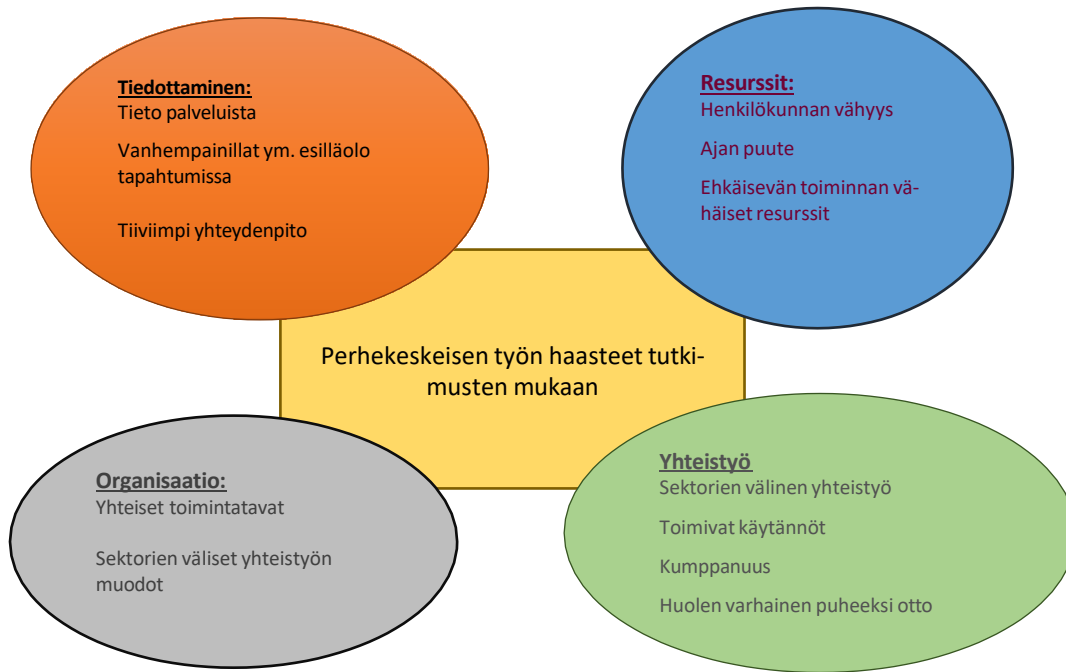 Tiedottaminen:
Tieto palveluista
Vanhempainillat ym. esilläolo
tapahtumissa
Tiiviimpi yhteydenpito
Resurssit:
Henkilökunnan vähyys
Ajan puute
Ehkäisevän toiminnan vä-
häiset resurssit
Perhekeskeisen työn haasteet tutki-
musten mukaan
Organisaatio:
Yhteiset toimintatavat
Sektorien väliset yhteistyön
muodot
Yhteistyö
Sektorien välinen yhteistyö
Toimivat käytännöt
Kumppanuus
Huolen varhainen puheeksi otto